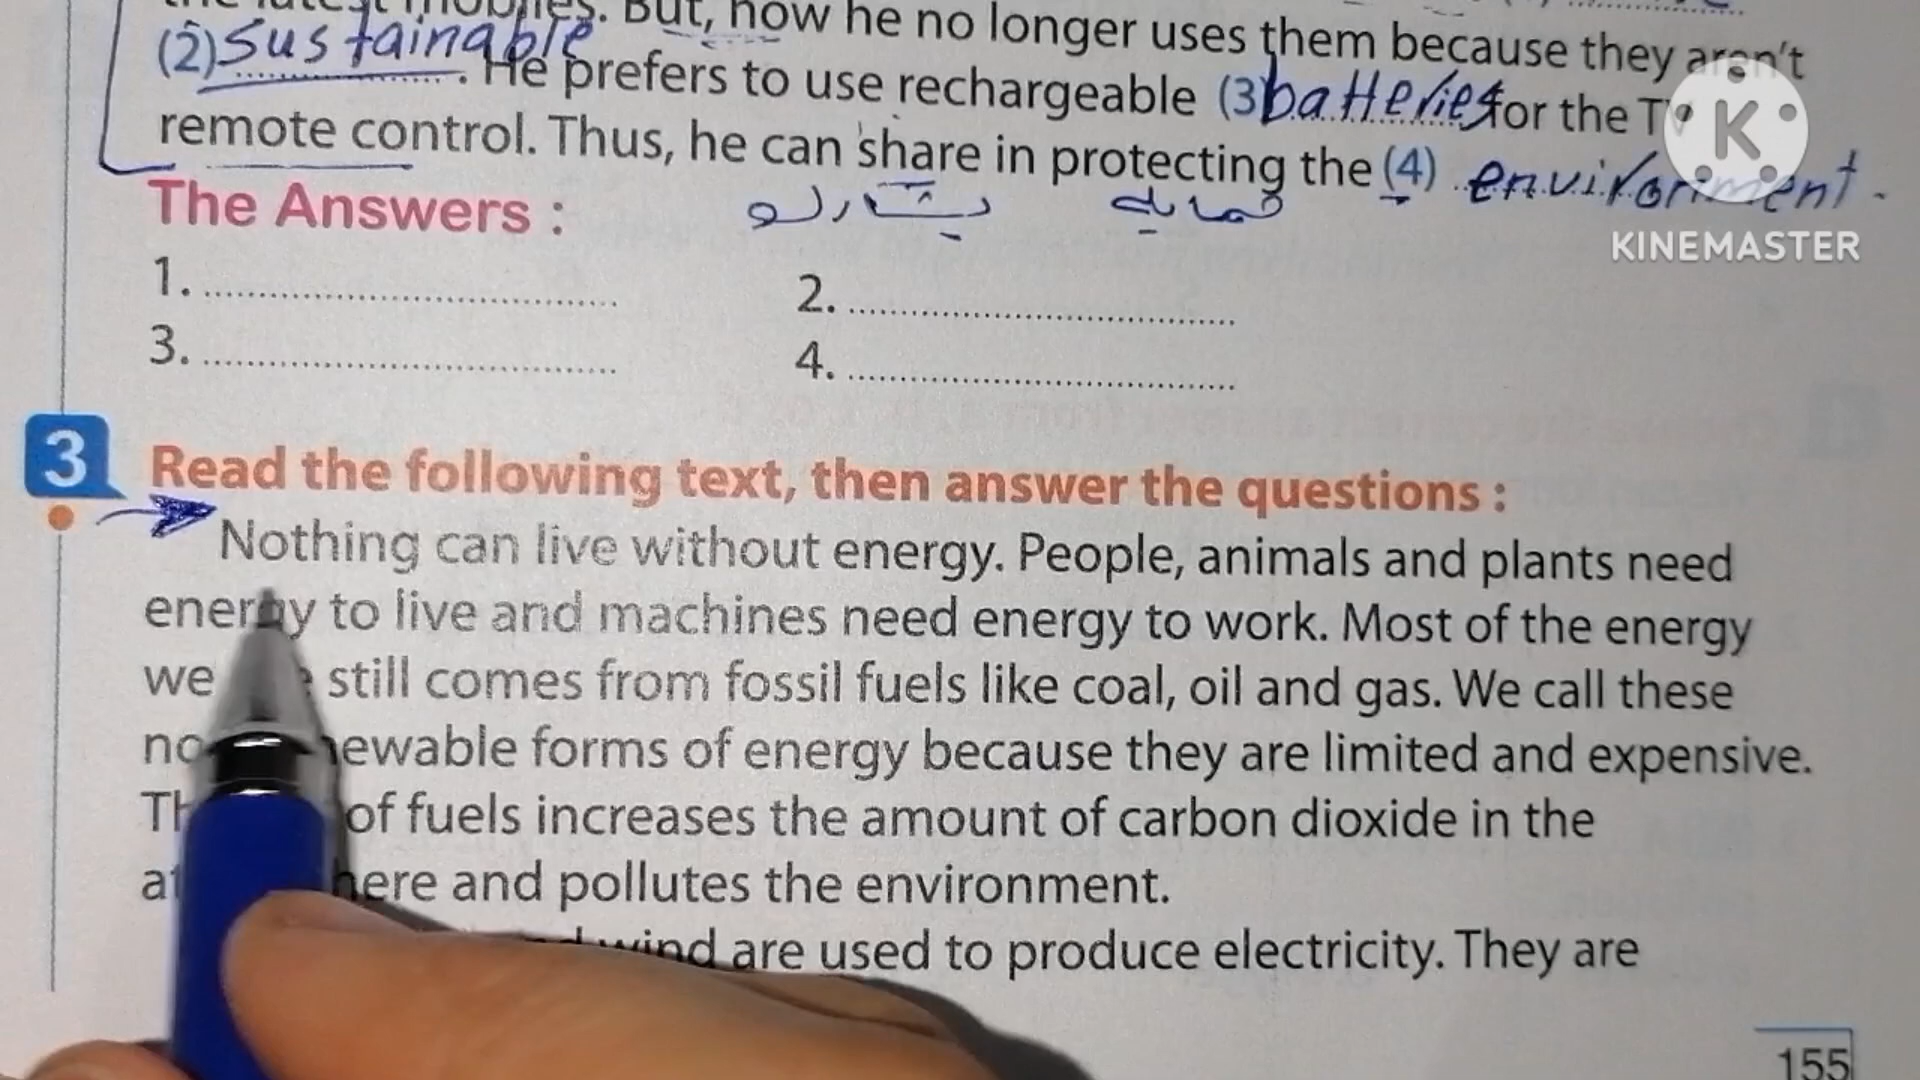 the latest mobiles. But, now he no longer uses them because they aren't
(2) sustainable. He prefers to use rechargeable (3) batteries for the TV
remote control. Thus, he can share in protecting the (4) environment.
The Answers :
يشارك حماية
1. 2.
3. 4.
3 Read the following text, then answer the questions :
Nothing can live without energy. People, animals and plants need
energy to live and machines need energy to work. Most of the energy
we still comes from fossil fuels like coal, oil and gas. We call these
forms of energy because they are limited and expensive.
of fuels increases the amount of carbon dioxide in the
and pollutes the environment.
wind are used to produce electricity. They are
155
KINEMASTER